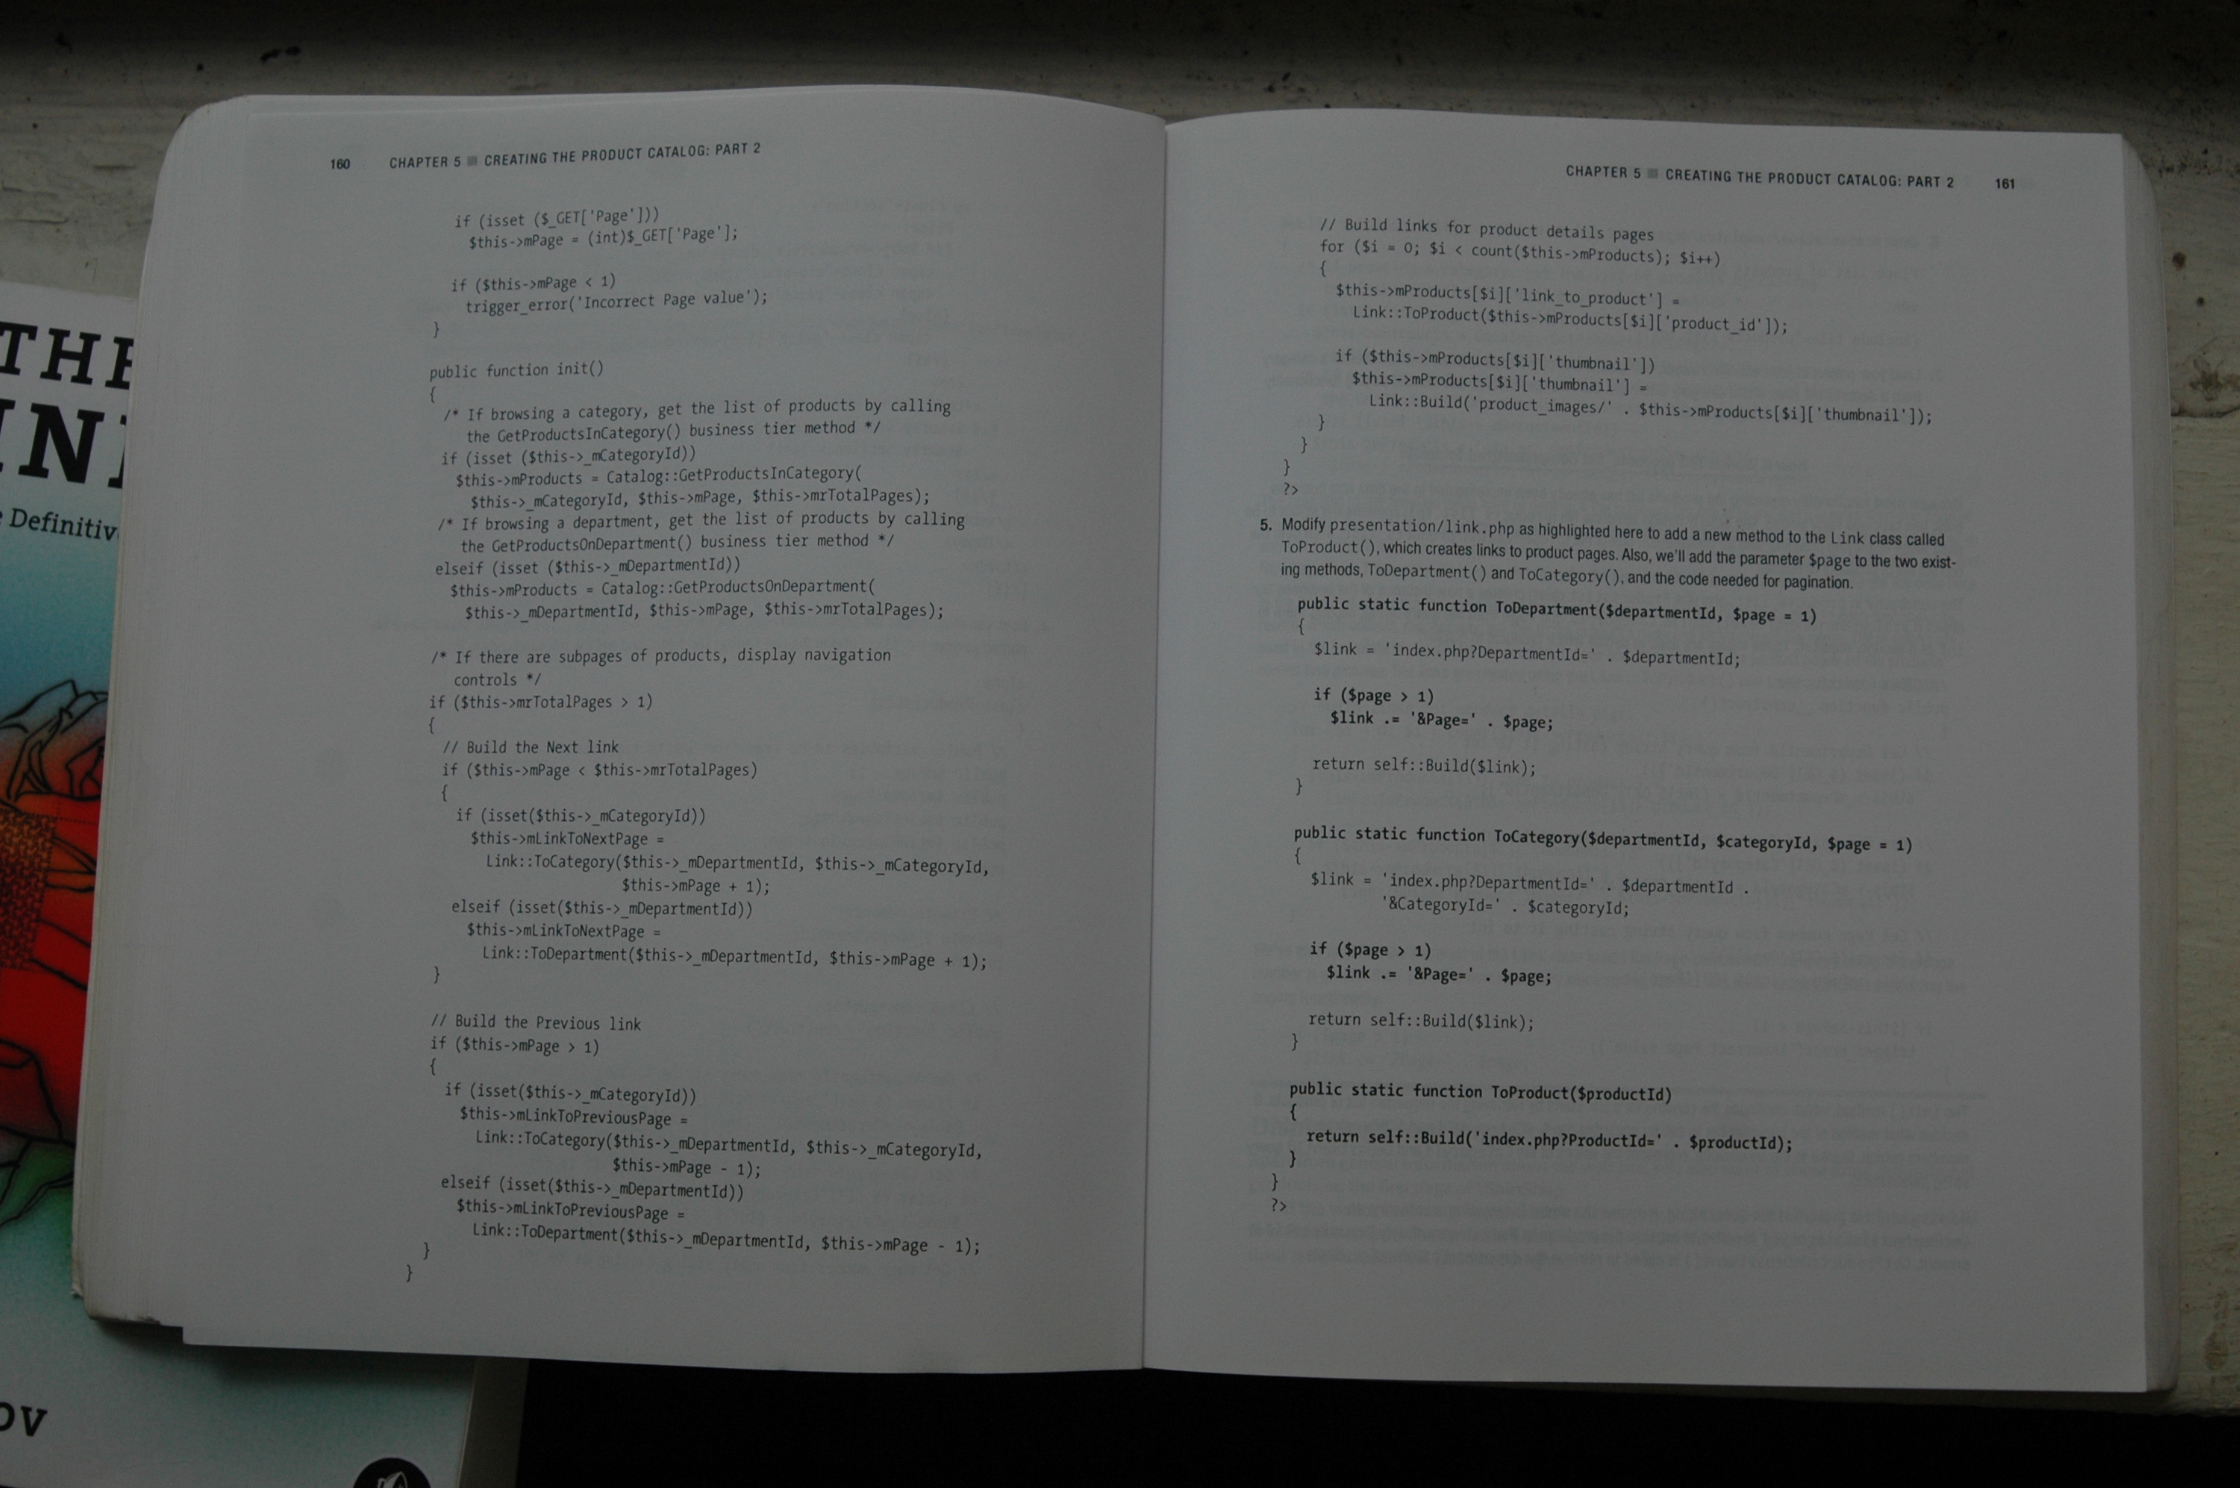 THE
e Definitiv
OV
160 CHAPTER 5 ■ CREATING THE PRODUCT CATALOG: PART 2
if (isset ($_GET['Page']))
$this->mPage = (int)$_GET['Page'];
if ($this->mPage < 1)
trigger_error('Incorrect Page value');
}
public function init()
{
/* If browsing a category, get the list of products by calling
the GetProductsInCategory() business tier method */
if (isset ($this->_mCategoryId))
$this->mProducts = Catalog::GetProductsInCategory(
$this->_mCategoryId, $this->mPage, $this->mrTotalPages);
/* If browsing a department, get the list of products by calling
the GetProductsOnDepartment() business tier method */
elseif (isset ($this->_mDepartmentId))
$this->mProducts = Catalog::GetProductsOnDepartment(
$this->_mDepartmentId, $this->mPage, $this->mrTotalPages);
/* If there are subpages of products, display navigation
controls */
if ($this->mrTotalPages > 1)
{
// Build the Next link
if ($this->mPage < $this->mrTotalPages)
{
if (isset($this->_mCategoryId))
$this->mLinkToNextPage =
Link::ToCategory($this->_mDepartmentId, $this->_mCategoryId,
$this->mPage + 1);
elseif (isset($this->_mDepartmentId))
$this->mLinkToNextPage =
Link::ToDepartment($this->_mDepartmentId, $this->mPage + 1);
}
// Build the Previous link
if ($this->mPage > 1)
{
if (isset($this->_mCategoryId))
$this->mLinkToPreviousPage =
Link::ToCategory($this->_mDepartmentId, $this->_mCategoryId,
$this->mPage - 1);
elseif (isset($this->_mDepartmentId))
$this->mLinkToPreviousPage =
Link::ToDepartment($this->_mDepartmentId, $this->mPage - 1);
}
}
CHAPTER 5 ■ CREATING THE PRODUCT CATALOG: PART 2 161
// Build links for product details pages
for ($i = 0; $i < count($this->mProducts); $i++)
{
$this->mProducts[$i]['link_to_product'] =
Link::ToProduct($this->mProducts[$i]['product_id']);
if ($this->mProducts[$i]['thumbnail'])
$this->mProducts[$i]['thumbnail'] =
Link::Build('product_images/' . $this->mProducts[$i]['thumbnail']);
}
}
}
?>
5. Modify presentation/link.php as highlighted here to add a new method to the Link class called
ToProduct(), which creates links to product pages. Also, we'll add the parameter $page to the two exist-
ing methods, ToDepartment() and ToCategory(), and the code needed for pagination.
public static function ToDepartment($departmentId, $page = 1)
{
$link = 'index.php?DepartmentId=' . $departmentId;
if ($page > 1)
$link .= '&Page=' . $page;
return self::Build($link);
}
public static function ToCategory($departmentId, $categoryId, $page = 1)
{
$link = 'index.php?DepartmentId=' . $departmentId .
'&CategoryId=' . $categoryId;
if ($page > 1)
$link .= '&Page=' . $page;
return self::Build($link);
}
public static function ToProduct($productId)
{
return self::Build('index.php?ProductId=' . $productId);
}
}
?>